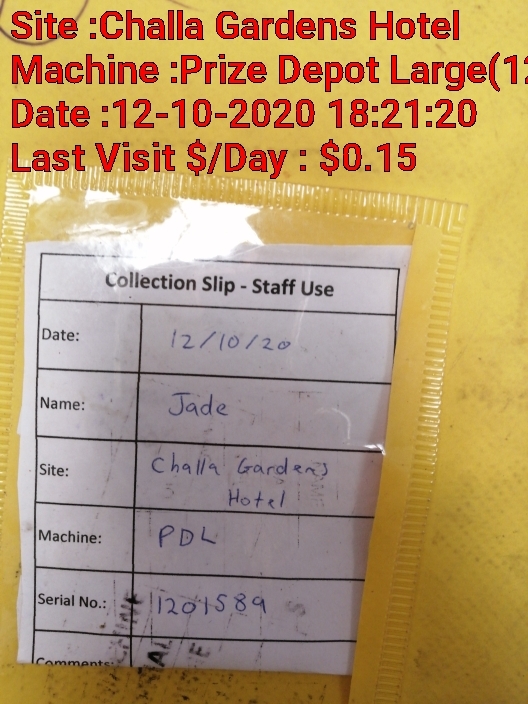 Site :Challa Gardens Hotel
Machine :Prize Depot Large(12
Date :12-10-2020 18:21:20
Last Visit $/Day : $0.15
Collection Slip - Staff Use
Date: 12/10/20
Name: Jade
Site: Challa Gardens
Hotel
Machine: PDL
Serial No.: 1201589
Comments: